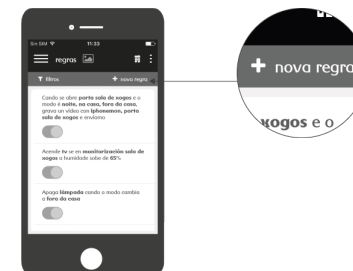 Sin SIM 11:33
regras
filtros + nova regra
Cando se abre porta sala de xogos e o
modo é noite, na casa, fora da casa,
grava un vídeo con iphonemon, porta
sala de xogos e envíamo
Acende tv se en monitorización sala de
xogos a humidade sobe de 65%
Apaga lámpada cando o modo cambia
a fora da casa
+ nova regra
xogos e o